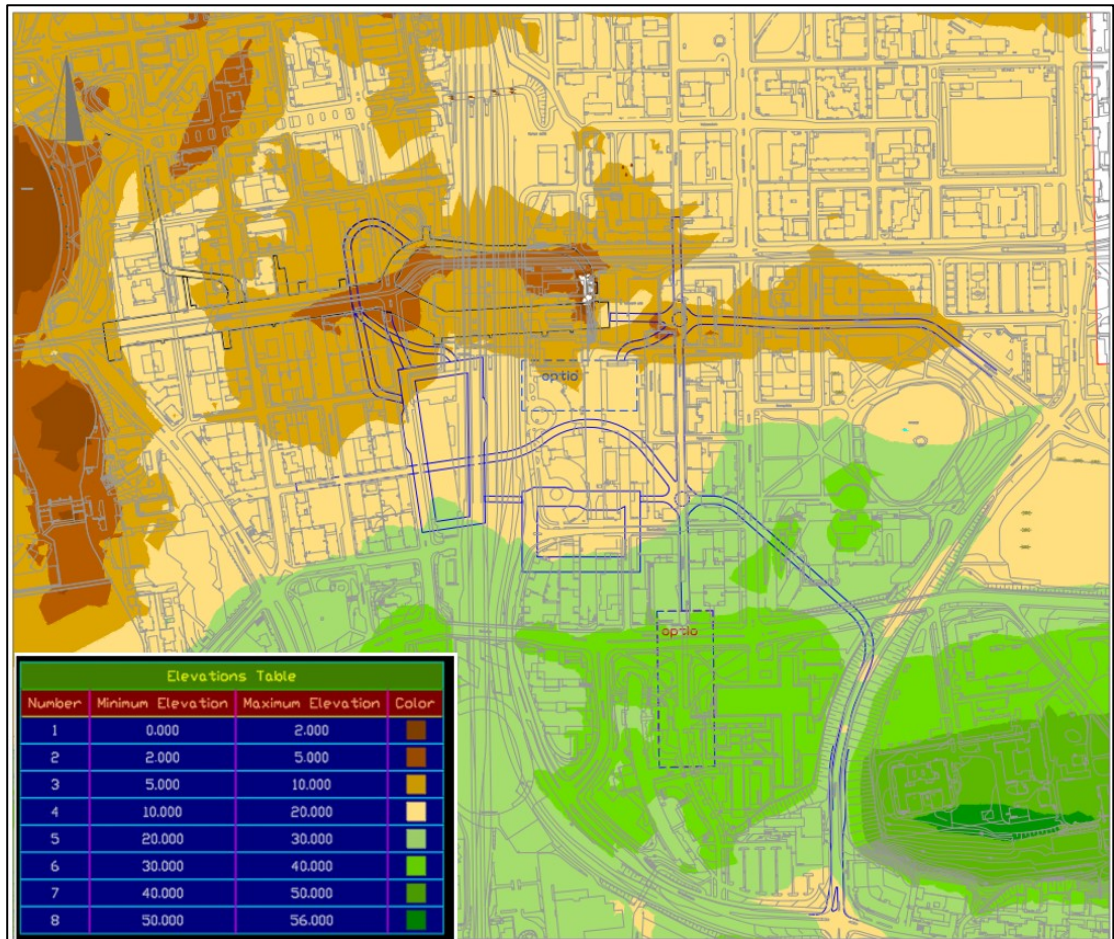 optio
optio
Elevations Table
Number Minimum Elevation Maximum Elevation Color
1 0.000 2.000
2 2.000 5.000
3 5.000 10.000
4 10.000 20.000
5 20.000 30.000
6 30.000 40.000
7 40.000 50.000
8 50.000 56.000